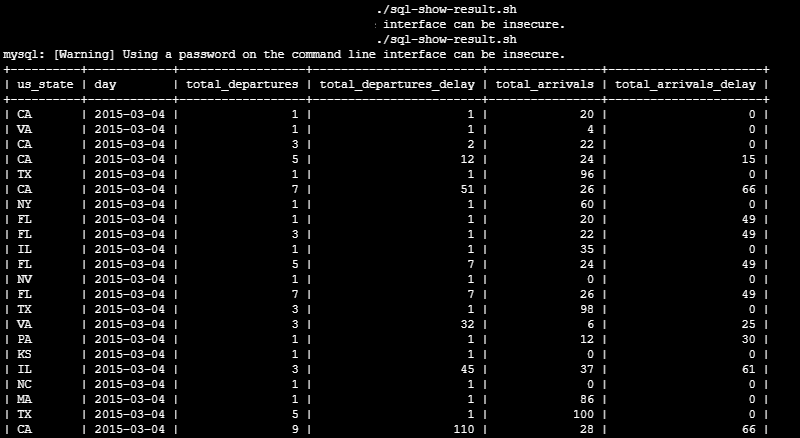 ./sql-show-result.sh
: interface can be insecure.
./sql-show-result.sh
mysql: [Warning] Using a password on the command line interface can be insecure.
+----------+------------+------------------+------------------------+----------------+----------------------+
| us_state | day | total_departures | total_departures_delay | total_arrivals | total_arrivals_delay |
+----------+------------+------------------+------------------------+----------------+----------------------+
| CA | 2015-03-04 | 1 | 1 | 20 | 0 |
| VA | 2015-03-04 | 1 | 1 | 4 | 0 |
| CA | 2015-03-04 | 3 | 2 | 22 | 0 |
| CA | 2015-03-04 | 5 | 12 | 24 | 15 |
| TX | 2015-03-04 | 1 | 1 | 96 | 0 |
| CA | 2015-03-04 | 7 | 51 | 26 | 66 |
| NY | 2015-03-04 | 1 | 1 | 60 | 0 |
| FL | 2015-03-04 | 1 | 1 | 20 | 49 |
| FL | 2015-03-04 | 3 | 1 | 22 | 49 |
| IL | 2015-03-04 | 1 | 1 | 35 | 0 |
| FL | 2015-03-04 | 5 | 7 | 24 | 49 |
| NV | 2015-03-04 | 1 | 1 | 0 | 0 |
| FL | 2015-03-04 | 7 | 7 | 26 | 49 |
| TX | 2015-03-04 | 3 | 1 | 98 | 0 |
| VA | 2015-03-04 | 3 | 32 | 6 | 25 |
| PA | 2015-03-04 | 1 | 1 | 12 | 30 |
| KS | 2015-03-04 | 1 | 1 | 0 | 0 |
| IL | 2015-03-04 | 3 | 45 | 37 | 61 |
| NC | 2015-03-04 | 1 | 1 | 0 | 0 |
| MA | 2015-03-04 | 1 | 1 | 86 | 0 |
| TX | 2015-03-04 | 5 | 1 | 100 | 0 |
| CA | 2015-03-04 | 9 | 110 | 28 | 66 |